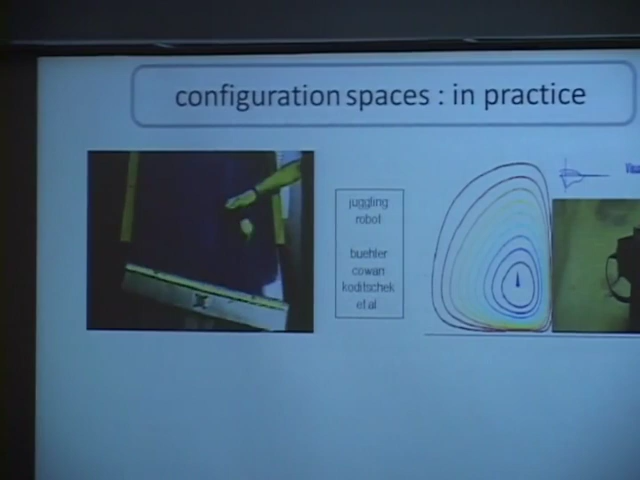 configuration spaces : in practice
juggling
robot
buehler
cowan
koditschek
et al